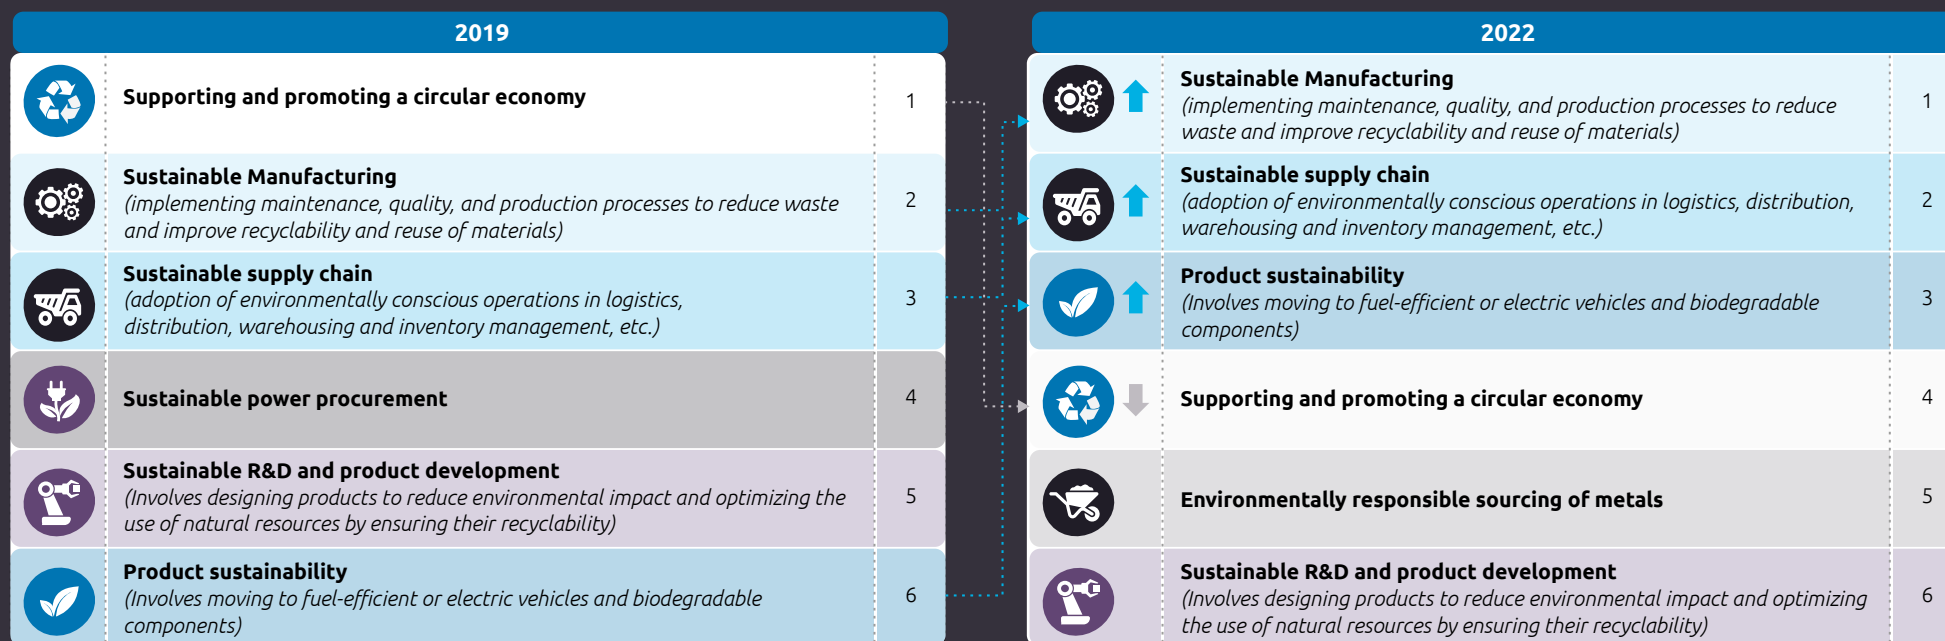 2019
Supporting and promoting a circular economy
1
Sustainable Manufacturing
(implementing maintenance, quality, and production processes to reduce waste
and improve recyclability and reuse of materials)
2
Sustainable supply chain
(adoption of environmentally conscious operations in logistics,
distribution, warehousing and inventory management, etc.)
3
Sustainable power procurement
4
Sustainable R&D and product development
(Involves designing products to reduce environmental impact and optimizing the
use of natural resources by ensuring their recyclability)
5
Product sustainability
(Involves moving to fuel-efficient or electric vehicles and biodegradable
components)
6
2022
Sustainable Manufacturing
(implementing maintenance, quality, and production processes to reduce
waste and improve recyclability and reuse of materials)
1
Sustainable supply chain
(adoption of environmentally conscious operations in logistics, distribution,
warehousing and inventory management, etc.)
2
Product sustainability
(Involves moving to fuel-efficient or electric vehicles and biodegradable
components)
3
Supporting and promoting a circular economy
4
Environmentally responsible sourcing of metals
5
Sustainable R&D and product development
(Involves designing products to reduce environmental impact and optimizing
the use of natural resources by ensuring their recyclability)
6